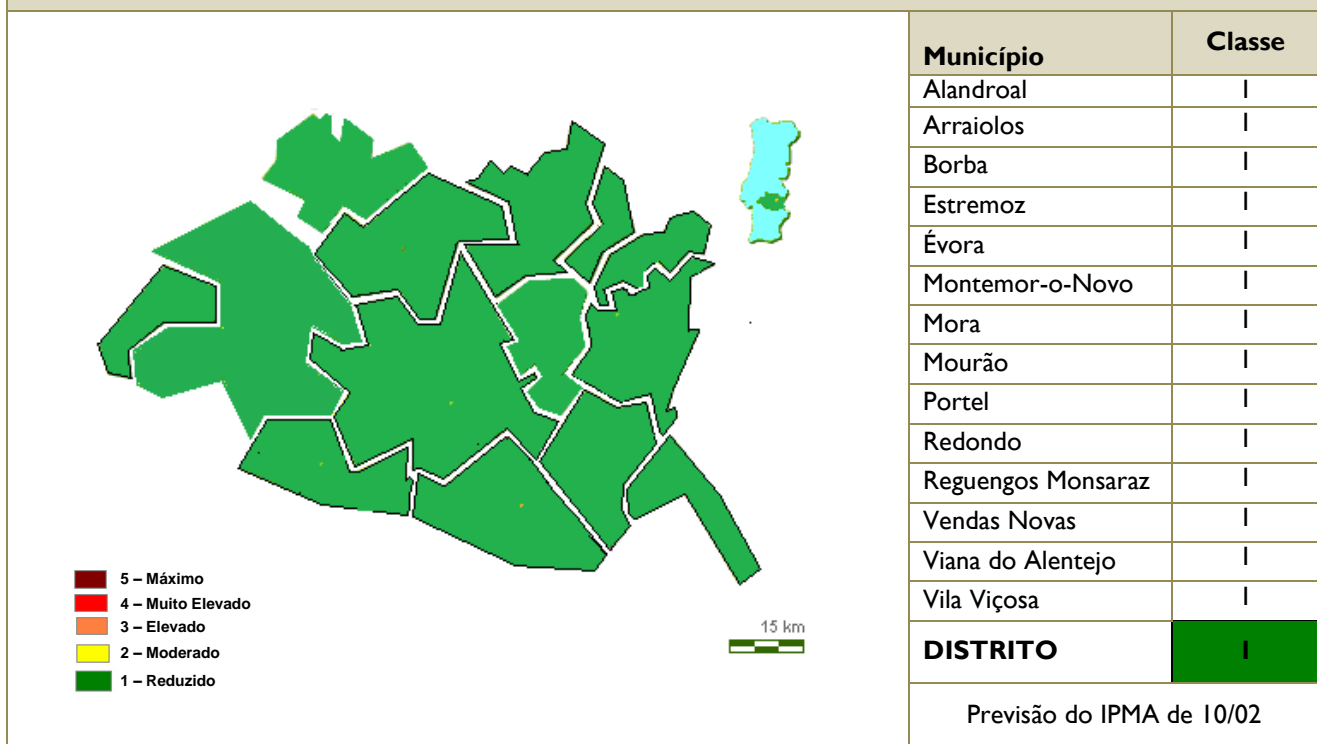 Município Classe
Alandroal 1
Arraiolos 1
Borba 1
Estremoz 1
Évora 1
Montemor-o-Novo 1
Mora 1
Mourão 1
Portel 1
Redondo 1
Reguengos Monsaraz 1
Vendas Novas 1
Viana do Alentejo 1
Vila Viçosa 1
DISTRITO 1
Previsão do IPMA de 10/02
5 – Máximo
4 – Muito Elevado
3 – Elevado
2 – Moderado
1 – Reduzido
15 km